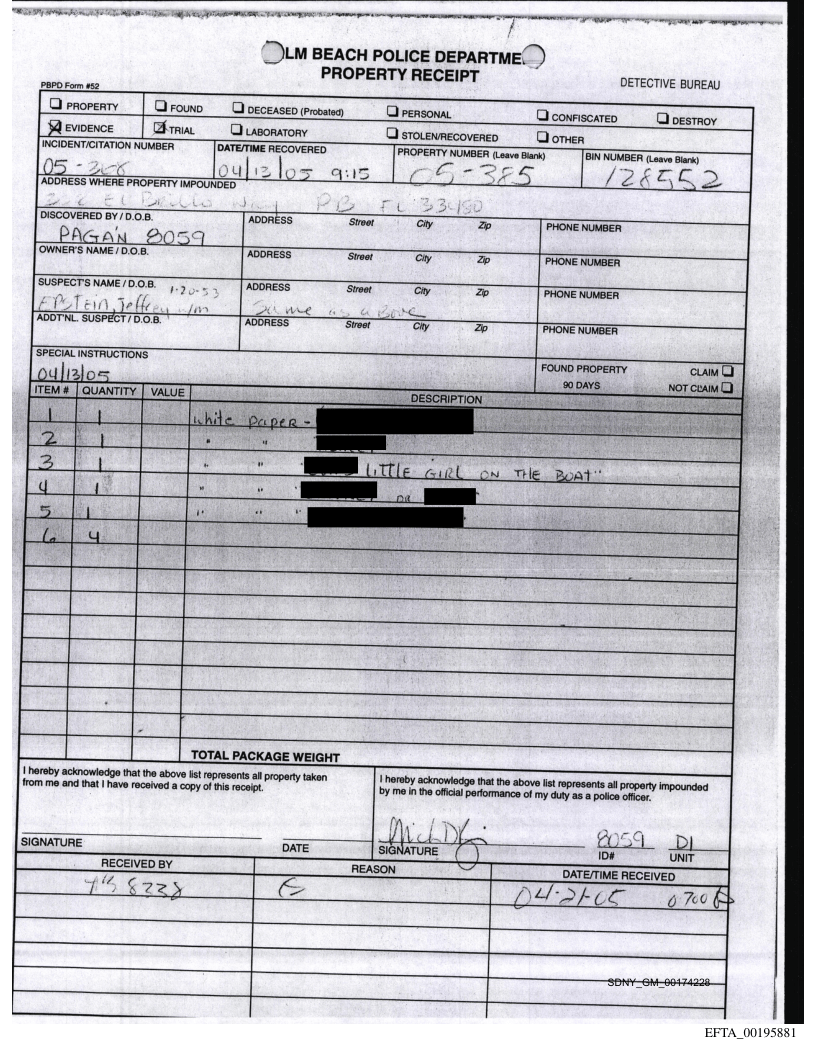 LM BEACH POLICE DEPARTME
PROPERTY RECEIPT
DETECTIVE BUREAU
PBPD Form #52
PROPERTY FOUND DECEASED (Probated) PERSONAL CONFISCATED DESTROY
EVIDENCE TRIAL LABORATORY STOLEN/RECOVERED OTHER
INCIDENT/CITATION NUMBER DATE/TIME RECOVERED PROPERTY NUMBER (Leave Blank) BIN NUMBER (Leave Blank)
05-368 04/13/05 9:15 05-385 128552
ADDRESS WHERE PROPERTY IMPOUNDED
El Brillo Way PB FL 33480
DISCOVERED BY / D.O.B. ADDRESS Street City Zip PHONE NUMBER
PAGAN 8059
OWNER'S NAME / D.O.B. ADDRESS Street City Zip PHONE NUMBER
SUSPECT'S NAME / D.O.B. 1-20-53 ADDRESS Street City Zip PHONE NUMBER
EPSTEIN, Jeffrey w/m Same as above
ADDT'NL. SUSPECT / D.O.B. ADDRESS Street City Zip PHONE NUMBER
SPECIAL INSTRUCTIONS FOUND PROPERTY CLAIM
04/13/05 90 DAYS NOT CLAIM
ITEM # QUANTITY VALUE DESCRIPTION
1 1 white paper -
2 1 " "
3 1 " " LITTLE GIRL ON THE BOAT"
4 1 " " " OR
5 1 " " "
6 4
TOTAL PACKAGE WEIGHT
I hereby acknowledge that the above list represents all property taken
from me and that I have received a copy of this receipt.
I hereby acknowledge that the above list represents all property impounded
by me in the official performance of my duty as a police officer.
8059 DI
SIGNATURE DATE SIGNATURE ID# UNIT
RECEIVED BY REASON DATE/TIME RECEIVED
8238 E 04-21-05 0700
SDNY_GM_00174228
EFTA_00195881